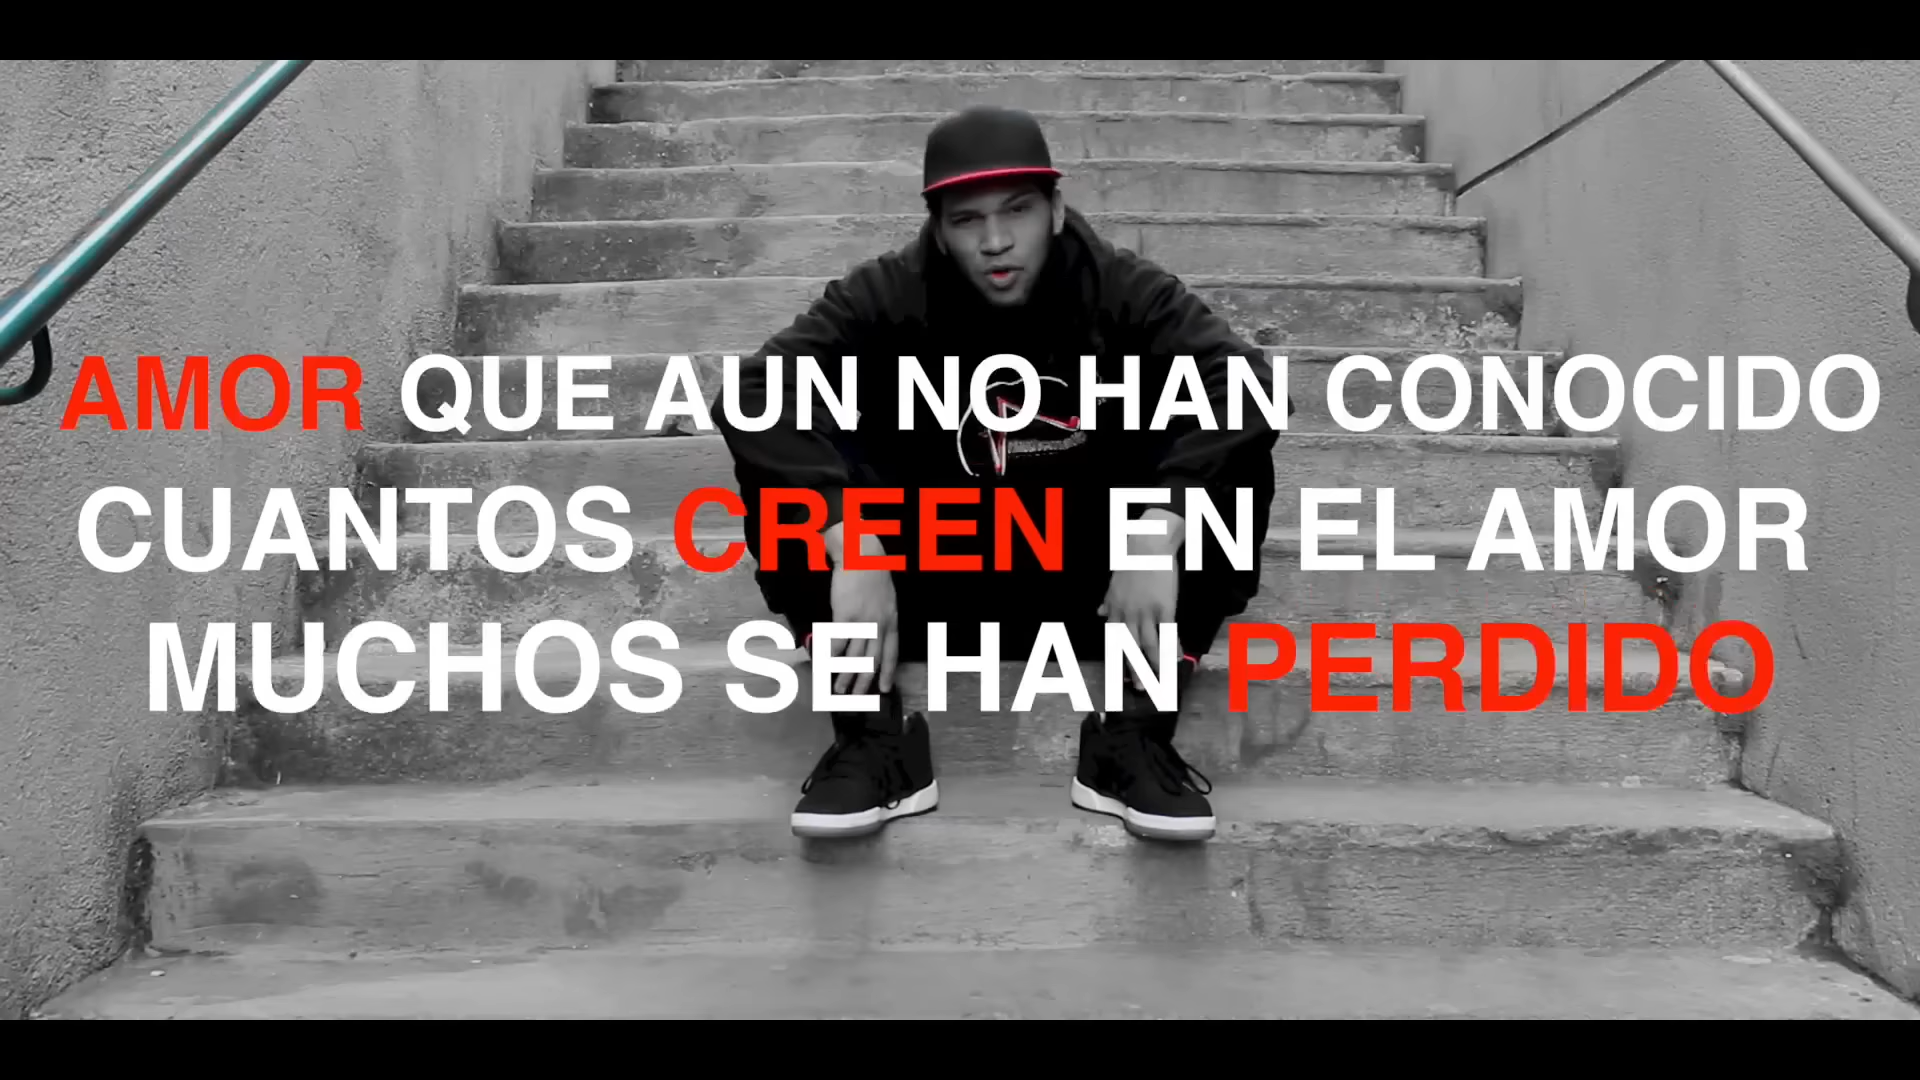 AMOR QUE AUN NO HAN CONOCIDO
CUANTOS CREEN EN EL AMOR
MUCHOS SE HAN PERDIDO